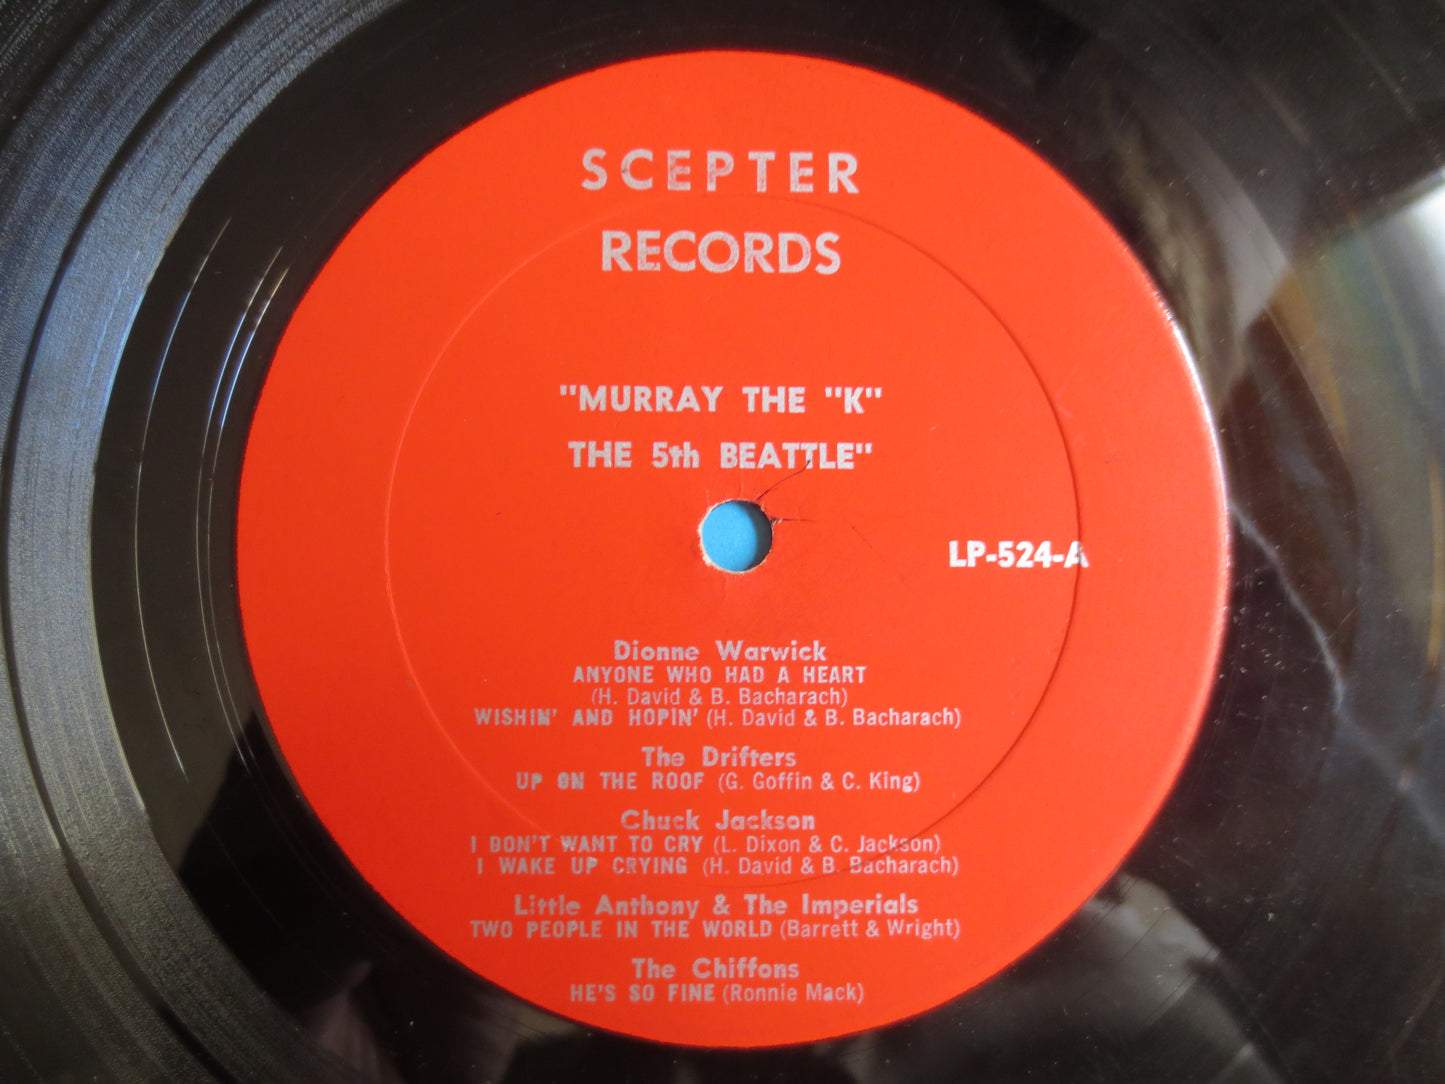 SCEPTER
RECORDS
"MURRAY THE "K"
THE 5th BEATTLE"
LP-524-A
Dionne Warwick
ANYONE WHO HAD A HEART
(H. David & B. Bacharach)
WISHIN' AND HOPIN' (H. David & B. Bacharach)
The Drifters
UP ON THE ROOF (G. Goffin & C. King)
Chuck Jackson
I DON'T WANT TO CRY (L. Dixon & C. Jackson)
I WAKE UP CRYING (H. David & B. Bacharach)
Little Anthony & The Imperials
TWO PEOPLE IN THE WORLD (Barrett & Wright)
The Chiffons
HE'S SO FINE (Ronnie Mack)